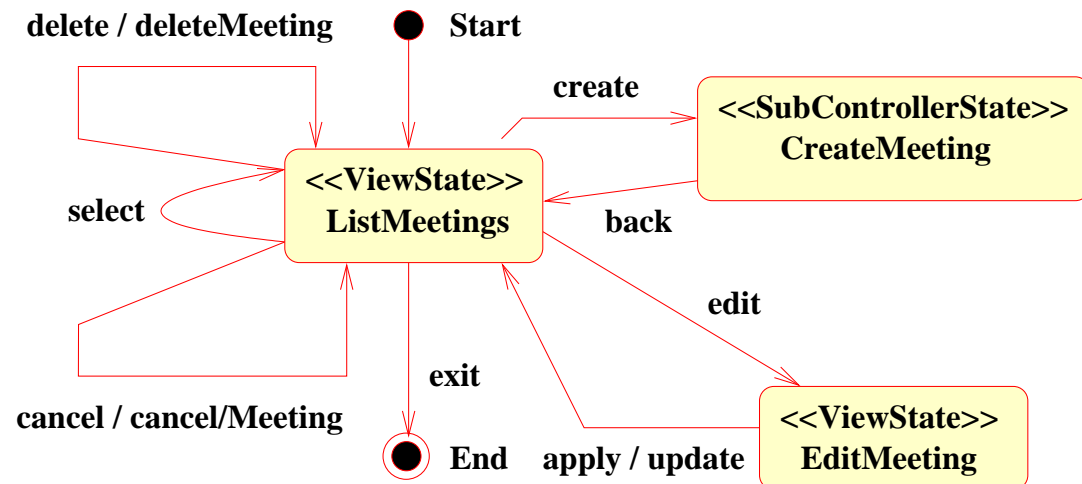 delete / deleteMeeting
Start
create
<<SubControllerState>>
CreateMeeting
<<ViewState>>
ListMeetings
select
back
edit
exit
cancel / cancel/Meeting
End
apply / update
<<ViewState>>
EditMeeting